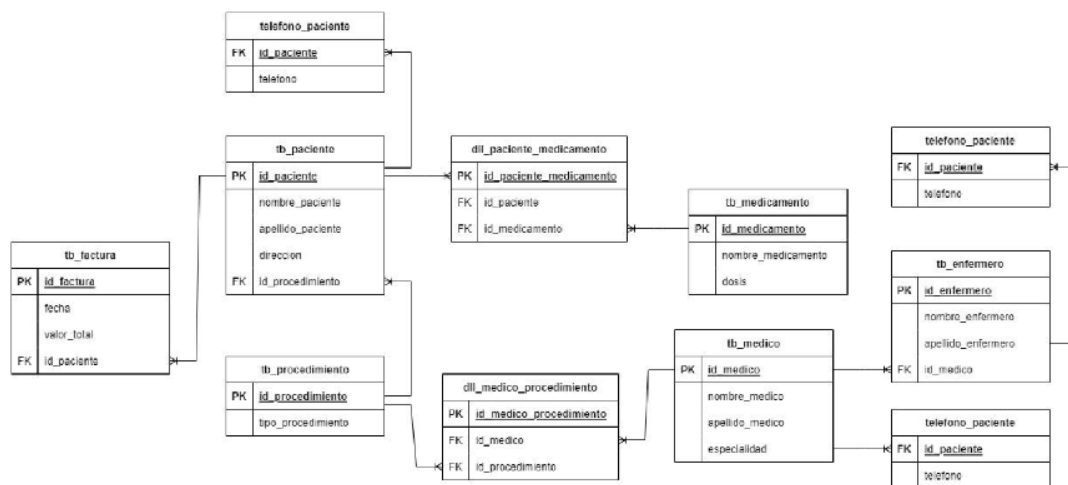 telefono_paciente
FK id_paciente
telefono
tb_paciente
PK id_paciente
nombre_paciente
apellido_paciente
direccion
FK id_procedimiento
dll_paciente_medicamento
PK id_paciente_medicamento
FK id_paciente
FK id_medicamento
tb_medicamento
PK id_medicamento
nombre_medicamento
dosis
telefono_paciente
FK id_paciente
telefono
tb_factura
PK id_factura
fecha
valor_total
FK id_paciente
tb_enfermero
PK id_enfermero
nombre_enfermero
apellido_enfermero
FK id_medico
tb_procedimiento
PK id_procedimiento
tipo_procedimiento
dll_medico_procedimiento
PK id_medico_procedimiento
FK id_medico
FK id_procedimiento
tb_medico
PK id_medico
nombre_medico
apellido_medico
especialidad
telefono_paciente
FK id_paciente
telefono